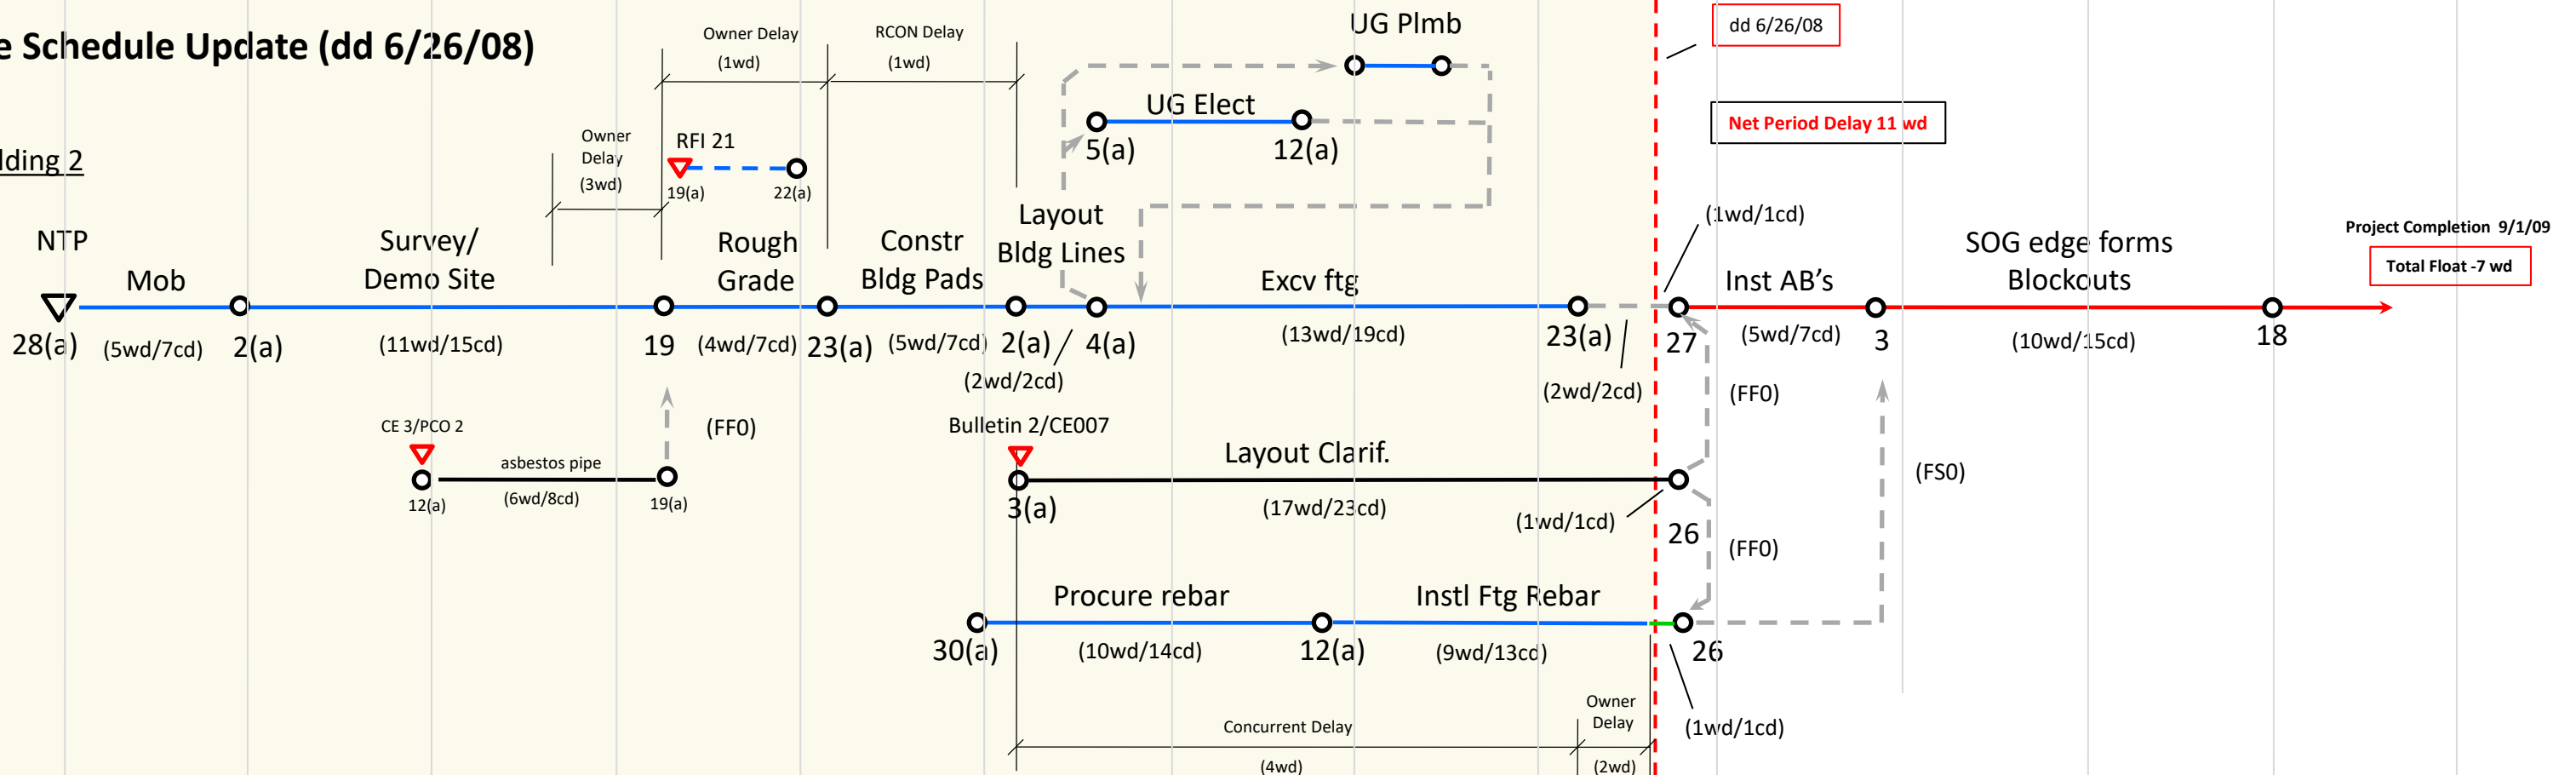 e Schedule Update (dd 6/26/08)
Owner Delay
(1wd)
RCON Delay
(1wd)
UG Plmb
dd 6/26/08
UG Elect
5(a)
12(a)
Net Period Delay 11 wd
Owner
Delay
(3wd)
RFI 21
19(a)
22(a)
lding 2
NTP
Mob
Survey/
Demo Site
Rough
Grade
Constr
Bldg Pads
Layout
Bldg Lines
Excv ftg
(1wd/1cd)
Inst AB's
SOG edge forms
Blockouts
Project Completion 9/1/09
Total Float -7 wd
28(a)
(5wd/7cd)
2(a)
(11wd/15cd)
19
(4wd/7cd)
23(a)
(5wd/7cd)
2(a)
4(a)
(2wd/2cd)
(13wd/19cd)
23(a)
(2wd/2cd)
27
(5wd/7cd)
3
(10wd/15cd)
18
CE 3/PCO 2
asbestos pipe
12(a)
(6wd/8cd)
19(a)
(FF0)
Bulletin 2/CE007
Layout Clarif.
3(a)
(17wd/23cd)
(1wd/1cd)
26
(FF0)
(FF0)
(FS0)
Procure rebar
Instl Ftg Rebar
30(a)
(10wd/14cd)
12(a)
(9wd/13cd)
26
(1wd/1cd)
Concurrent Delay
(4wd)
Owner
Delay
(2wd)